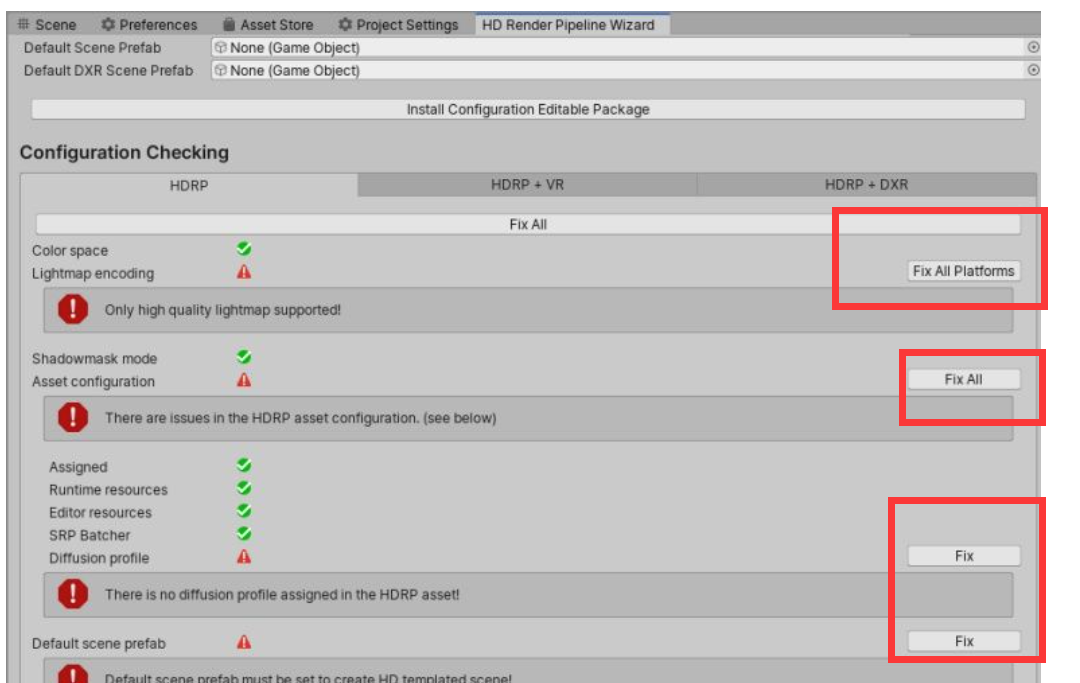 Scene Preferences Asset Store Project Settings HD Render Pipeline Wizard
Default Scene Prefab None (Game Object)
Default DXR Scene Prefab None (Game Object)
Install Configuration Editable Package
Configuration Checking
HDRP HDRP + VR HDRP + DXR
Fix All
Color space
Lightmap encoding Fix All Platforms
Only high quality lightmap supported!
Shadowmask mode
Asset configuration Fix All
There are issues in the HDRP asset configuration. (see below)
Assigned
Runtime resources
Editor resources
SRP Batcher
Diffusion profile Fix
There is no diffusion profile assigned in the HDRP asset!
Default scene prefab Fix
Default scene prefab must be set to create HD templated scene!